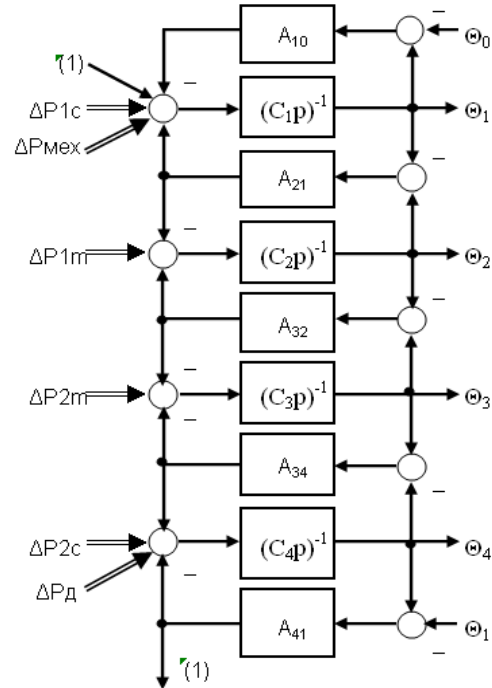 A₁₀
– Θ₀
(1)
–
ΔP1c
(C₁p)⁻¹
Θ₁
ΔPмех
–
A₂₁
–
ΔP1m
(C₂p)⁻¹
Θ₂
–
A₃₂
–
ΔP2m
(C₃p)⁻¹
Θ₃
–
A₃₄
–
ΔP2c
(C₄p)⁻¹
Θ₄
ΔPд
–
A₄₁
Θ₁
–
(1)